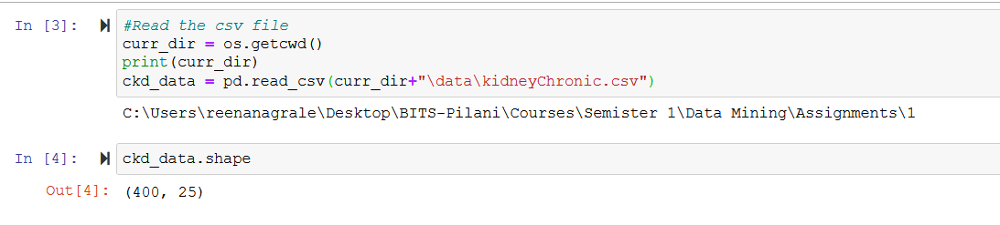 In [3]: #Read the csv file
curr_dir = os.getcwd()
print(curr_dir)
ckd_data = pd.read_csv(curr_dir+"\data\kidneyChronic.csv")
C:\Users\reenanagrale\Desktop\BITS-Pilani\Courses\Semister 1\Data Mining\Assignments\1
In [4]: ckd_data.shape
Out[4]: (400, 25)